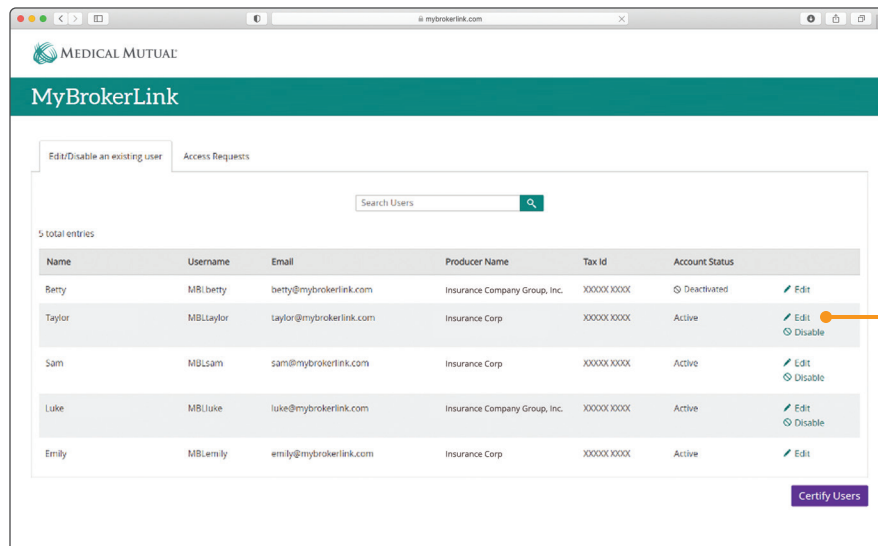 mybrokerlink.com
MEDICAL MUTUAL
MyBrokerLink
Edit/Disable an existing user Access Requests
Search Users
5 total entries
Name Username Email Producer Name Tax Id Account Status
Betty MBLbetty betty@mybrokerlink.com Insurance Company Group, Inc. XXXXX XXXX Deactivated Edit
Taylor MBLtaylor taylor@mybrokerlink.com Insurance Corp XXXXX XXXX Active Edit
Disable
Sam MBLsam sam@mybrokerlink.com Insurance Corp XXXXX XXXX Active Edit
Disable
Luke MBLluke luke@mybrokerlink.com Insurance Company Group, Inc. XXXXX XXXX Active Edit
Disable
Emily MBLemily emily@mybrokerlink.com Insurance Corp XXXXX XXXX Active Edit
Certify Users